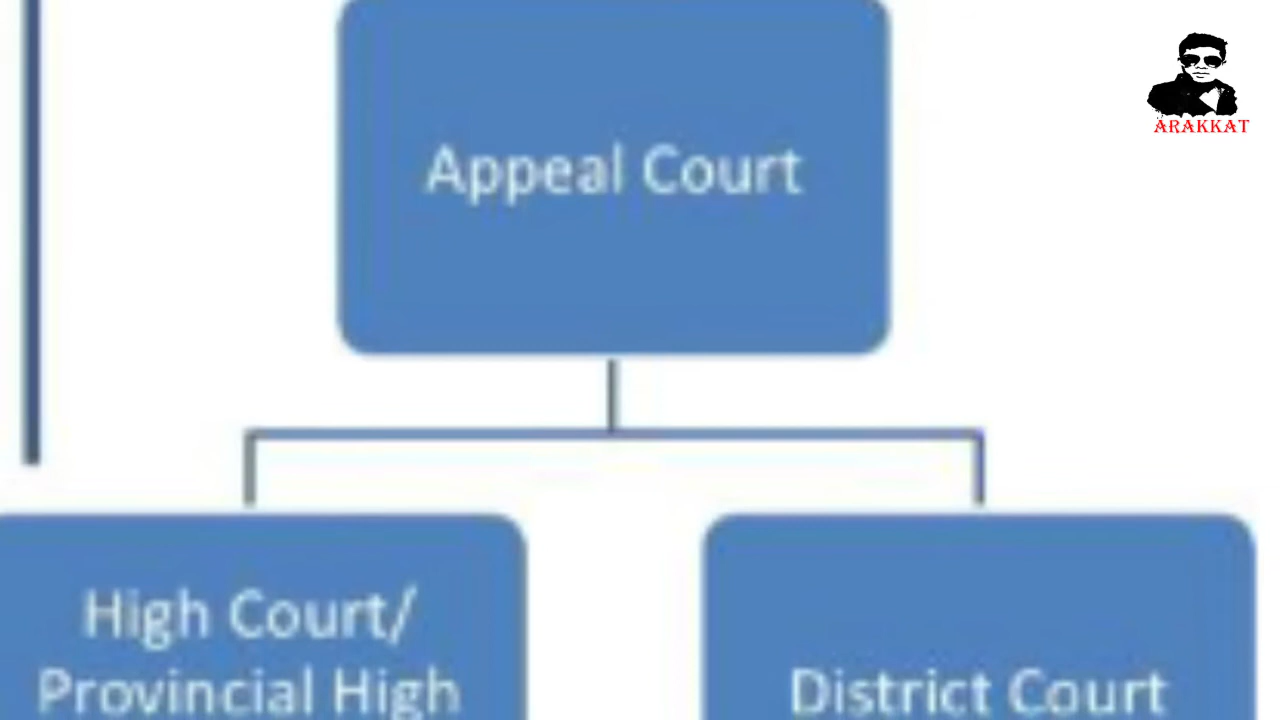 ARAKKAT
Appeal Court
High Court/
Provincial High
District Court